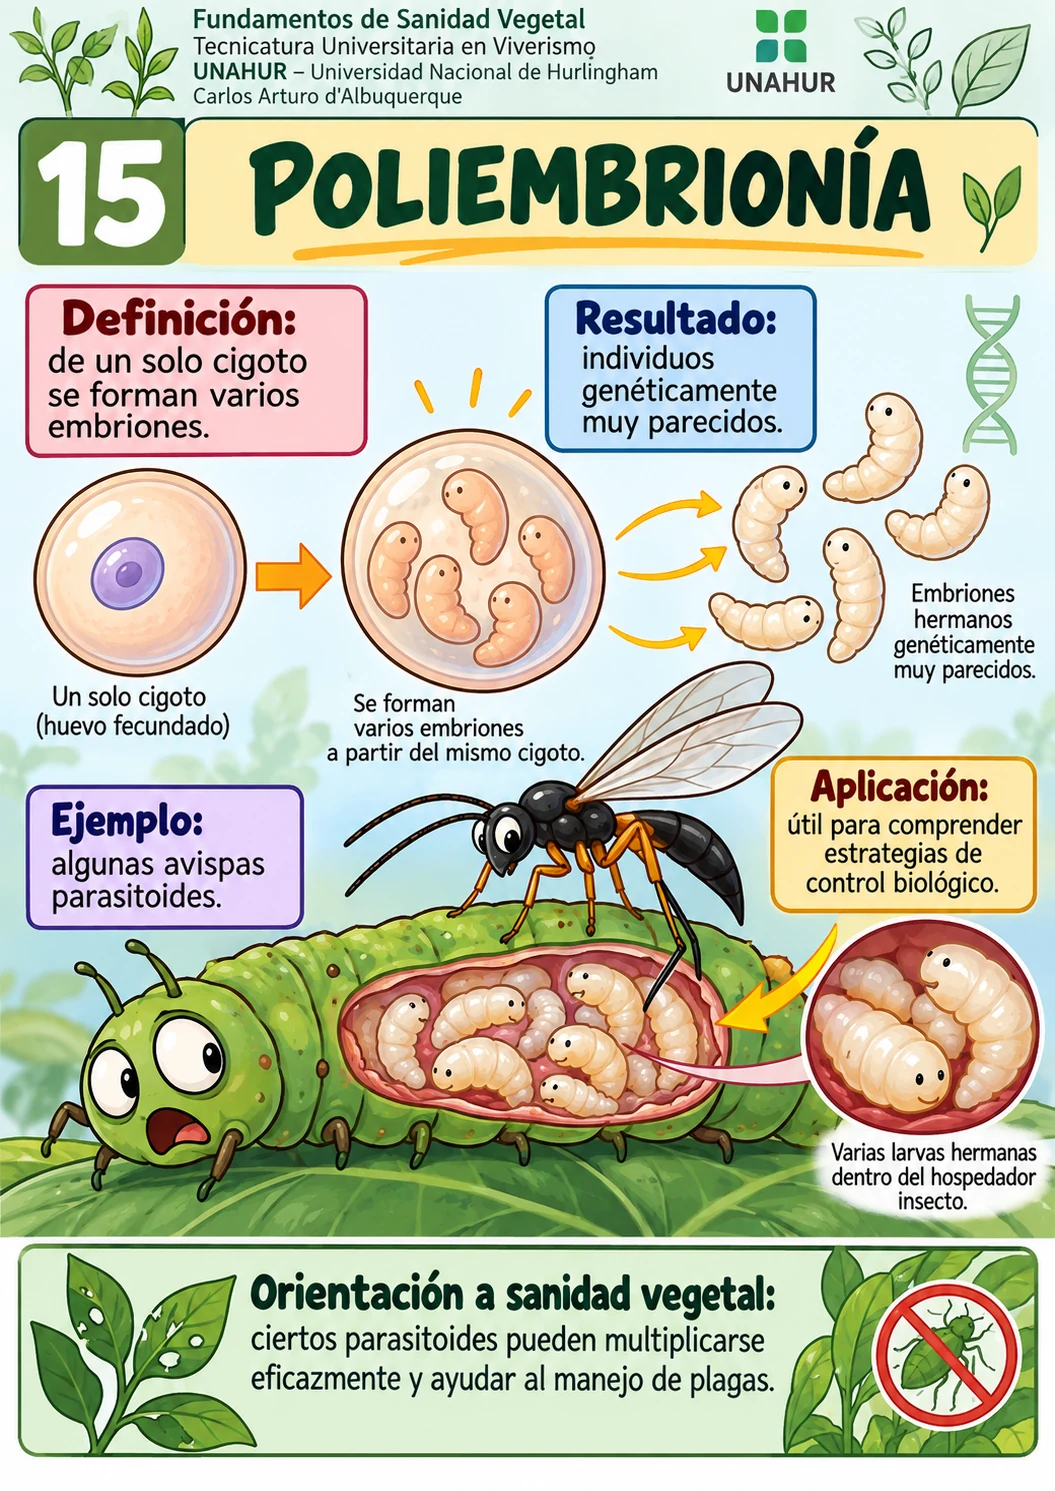 Fundamentos de Sanidad Vegetal
Tecnicatura Universitaria en Viverismo
UNAHUR – Universidad Nacional de Hurlingham
Carlos Arturo d'Albuquerque
UNAHUR
15
POLIEMBRIONÍA
Definición:
de un solo cigoto
se forman varios
embriones.
Resultado:
individuos
genéticamente
muy parecidos.
Embriones
hermanos
genéticamente
muy parecidos.
Un solo cigoto
(huevo fecundado)
Se forman
varios embriones
a partir del mismo cigoto.
Ejemplo:
algunas avispas
parasitoides.
Aplicación:
útil para comprender
estrategias de
control biológico.
Varias larvas hermanas
dentro del hospedador
insecto.
Orientación a sanidad vegetal:
ciertos parasitoides pueden multiplicarse
eficazmente y ayudar al manejo de plagas.